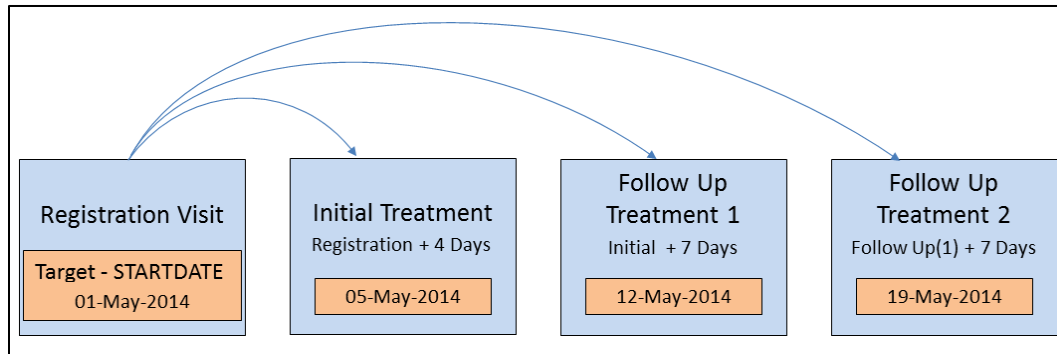 Registration Visit
Target - STARTDATE
01-May-2014
Initial Treatment
Registration + 4 Days
05-May-2014
Follow Up
Treatment 1
Initial + 7 Days
12-May-2014
Follow Up
Treatment 2
Follow Up(1) + 7 Days
19-May-2014